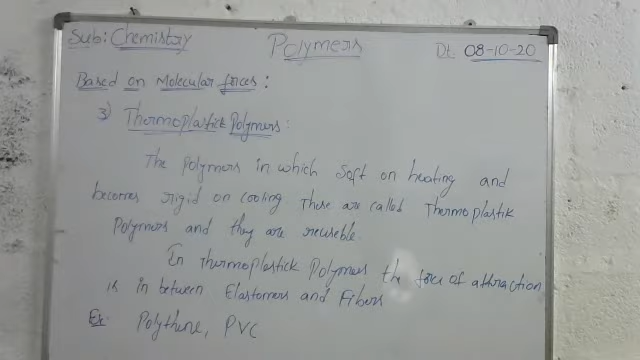 Sub: Chemistry Polymers Dt. 08-10-20
Based on Molecular forces:
3) Thermoplastick Polymers:
The polymers in which soft on heating and
becomes rigid on cooling These are called Thermoplastik
Polymers and they are reuseble.
In Thermoplastick Polymers the force of attraction
is in between Elastomers and Fibers
Ex: Polythene, PVC